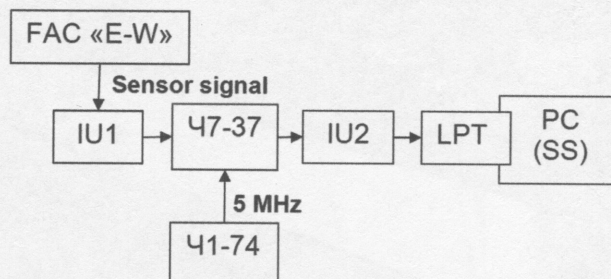 FAC «E-W»
Sensor signal
IU1
Ч7-37
IU2
LPT
PC
(SS)
5 MHz
Ч1-74